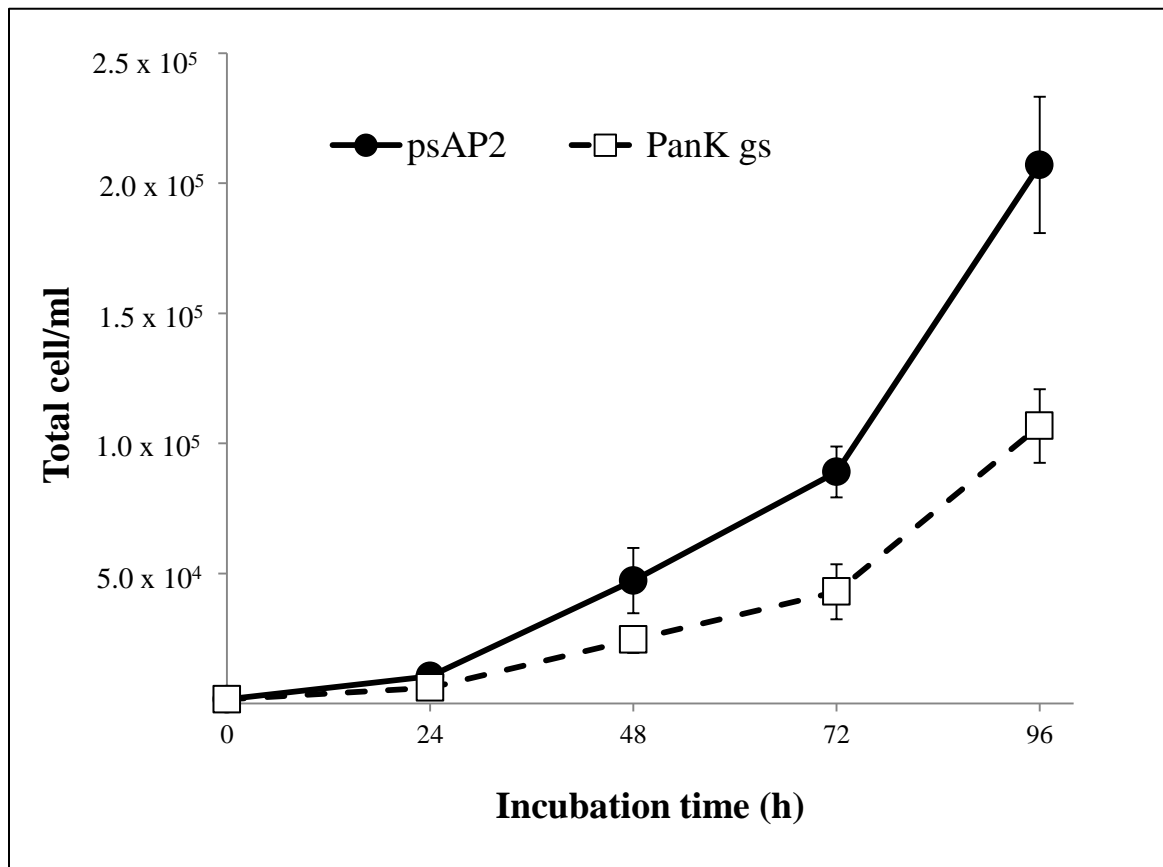 2.5 x 10⁵
psAP2 PanK gs
2.0 x 10⁵
1.5 x 10⁵
1.0 x 10⁵
5.0 x 10⁴
Total cell/ml
0 24 48 72 96
Incubation time (h)